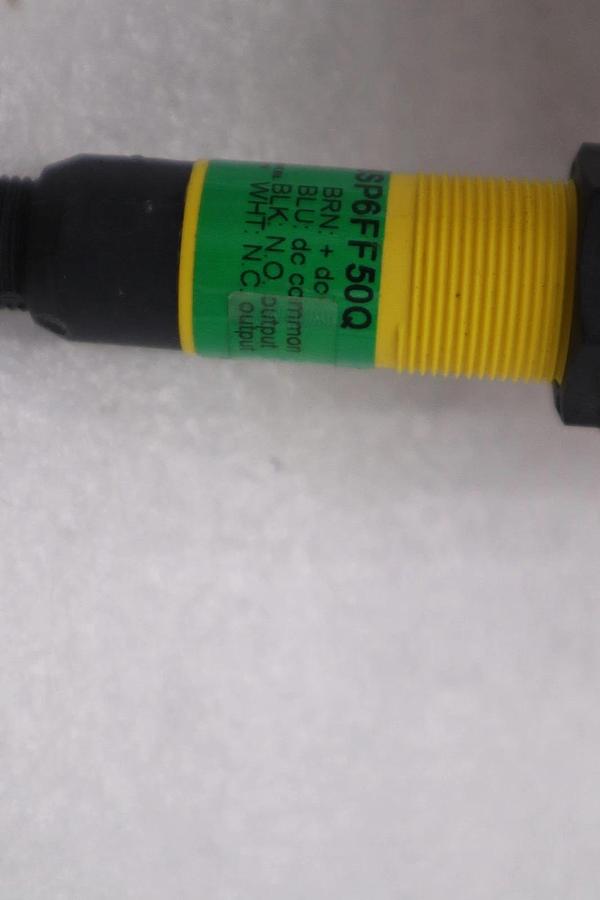 SP6FF50Q
BRN: + dc
BLU: dc common
BLK: N.O. output
WHT: N.C. output